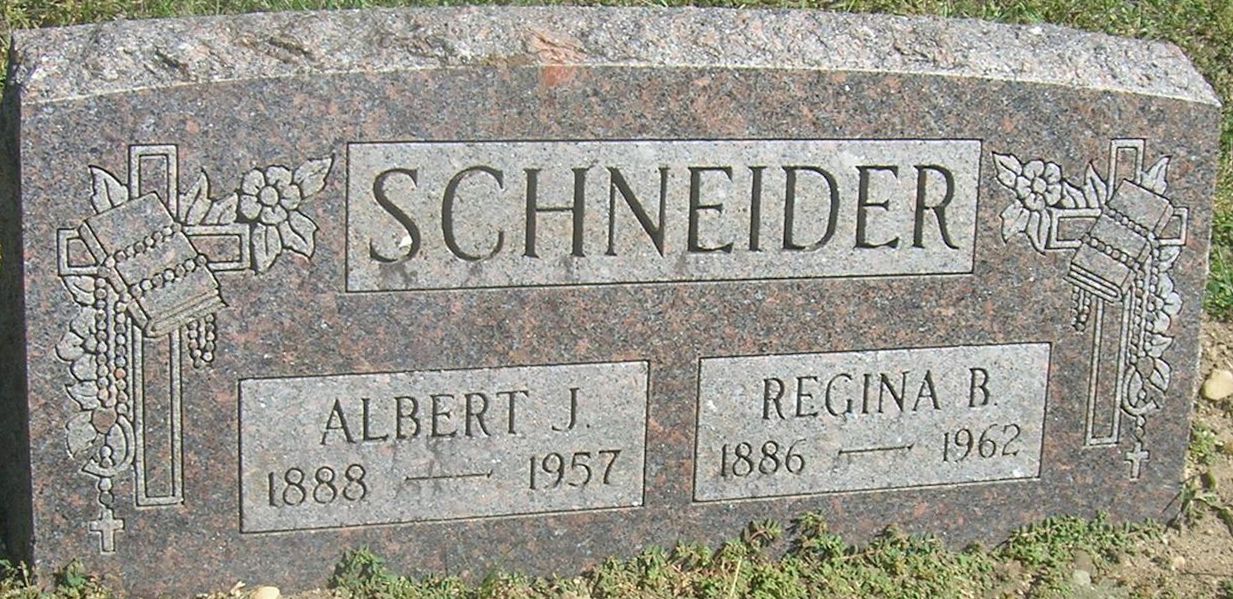 SCHNEIDER
ALBERT J.
1888 — 1957
REGINA B.
1886 — 1962